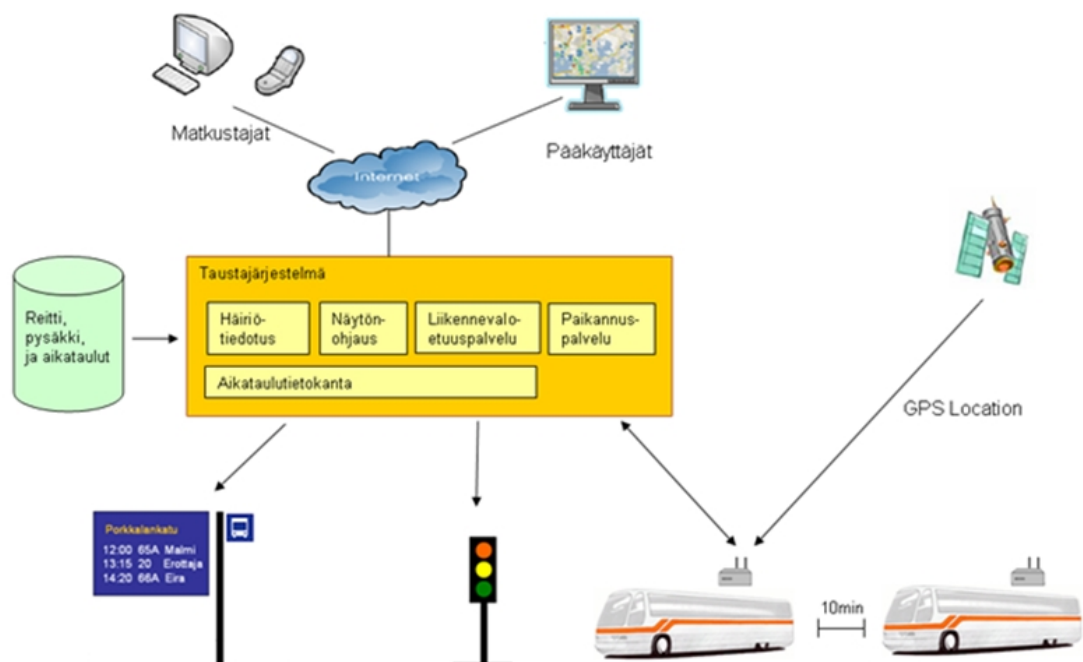 Matkustajat
Pääkäyttäjät
Internet
Taustajärjestelmä
Reitti,
pysäkki,
ja aikataulut
Häiriö-
tiedotus
Näytön-
ohjaus
Liikennevalo-
etuuspalvelu
Paikannus-
palvelu
Aikataulutietokanta
GPS Location
Porkkalankatu
12:00 65A Malmi
13:15 20 Erottaja
14:20 66A Eira
10min